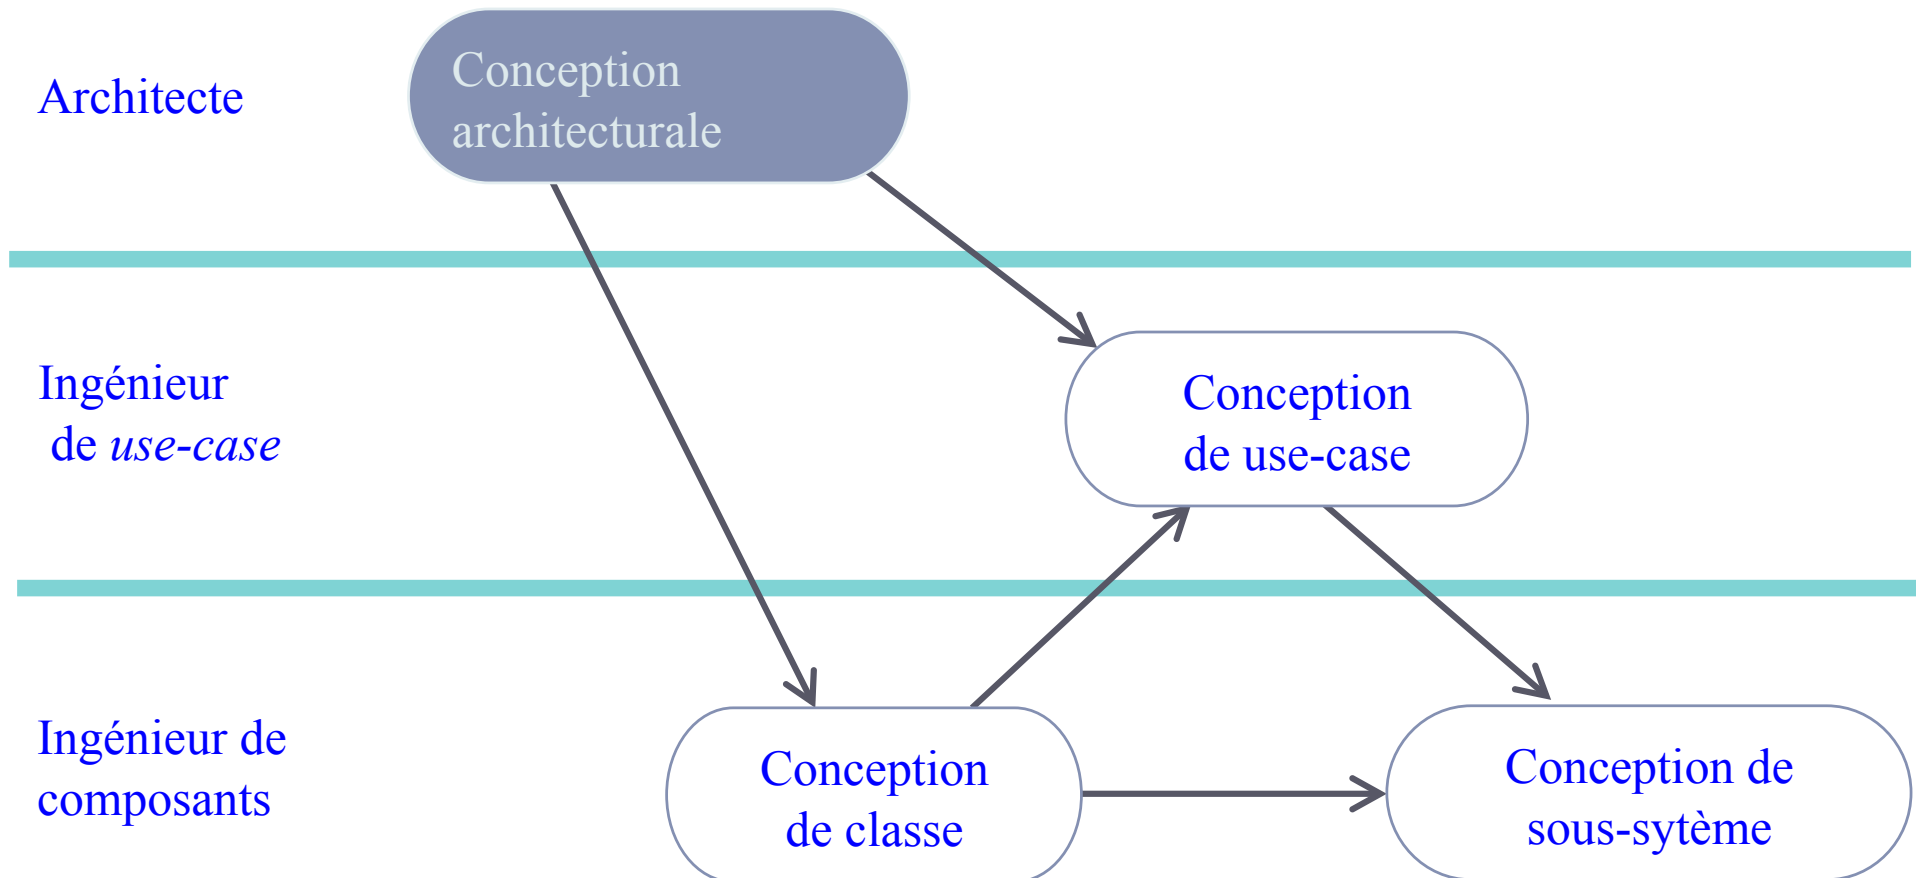 Architecte
Conception
architecturale
Ingénieur
de use-case
Conception
de use-case
Ingénieur de
composants
Conception
de classe
Conception de
sous-sytème